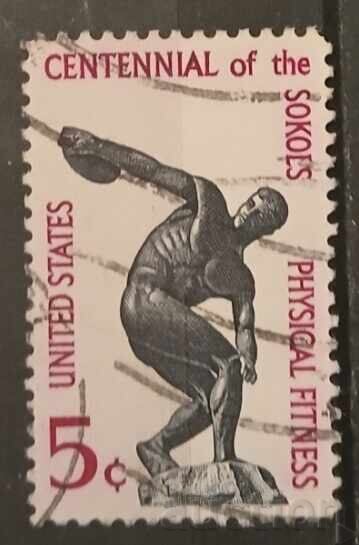 CENTENNIAL of the
SOKOLS
PHYSICAL FITNESS
UNITED STATES
5¢